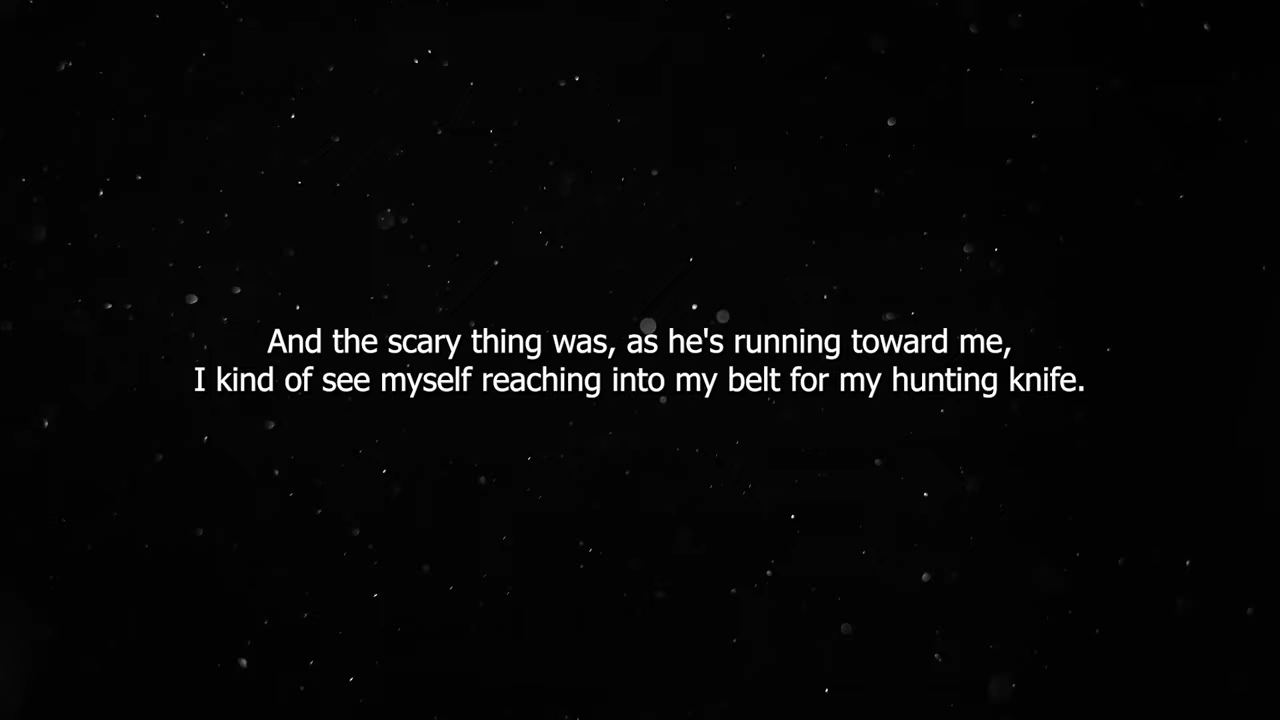 And the scary thing was, as he's running toward me,
I kind of see myself reaching into my belt for my hunting knife.